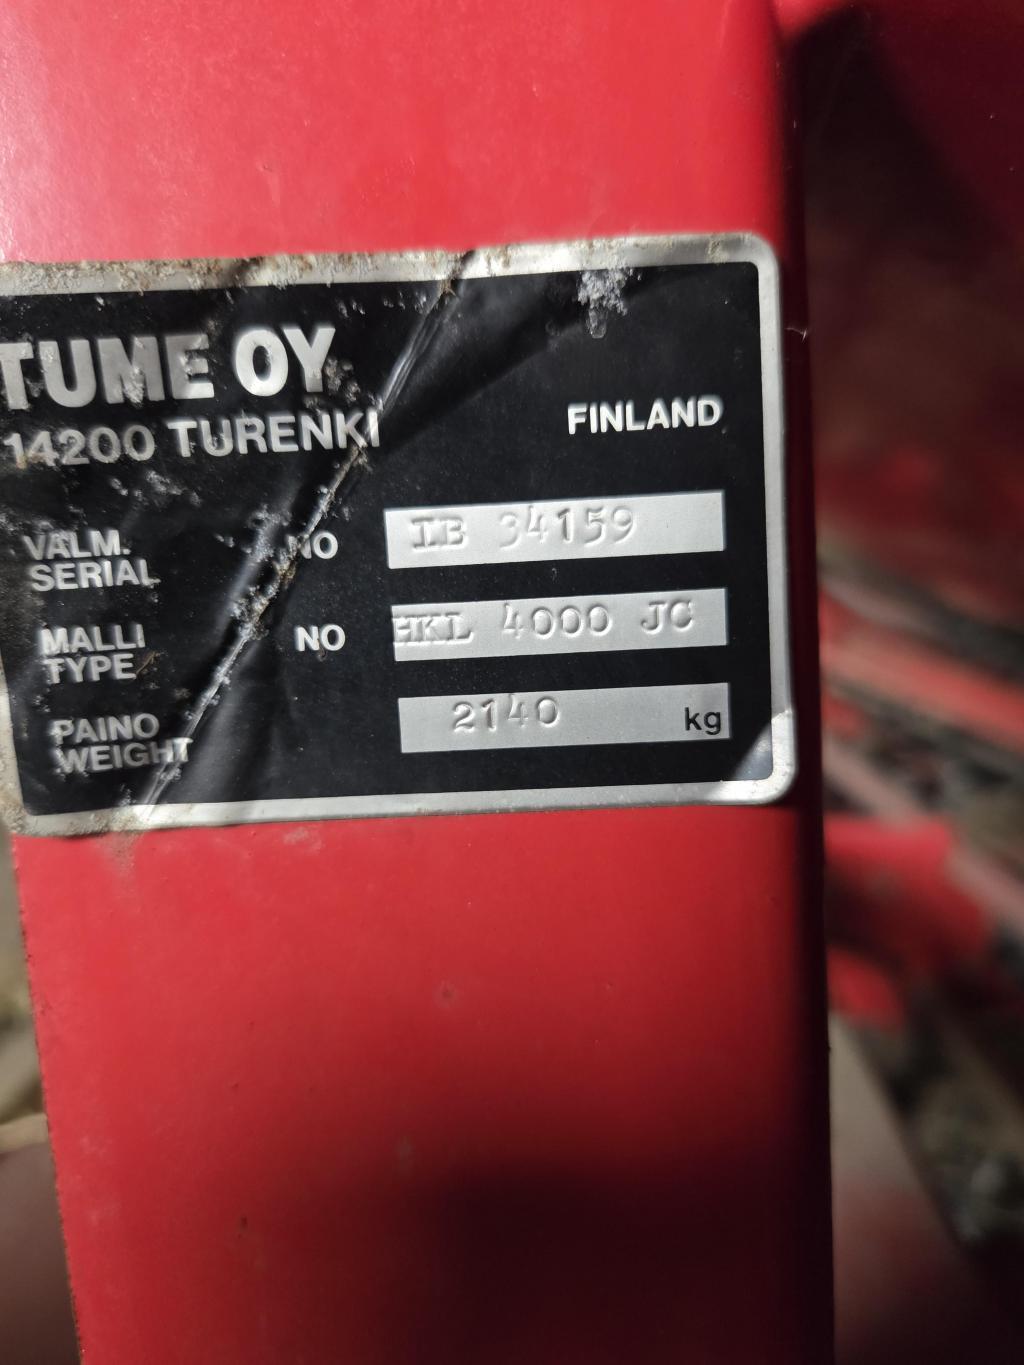 TUME OY
14200 TURENKI FINLAND
VALM. NO
SERIAL
LB 34159
MALLI NO
TYPE
HKL 4000 JC
PAINO
WEIGHT
2140 kg